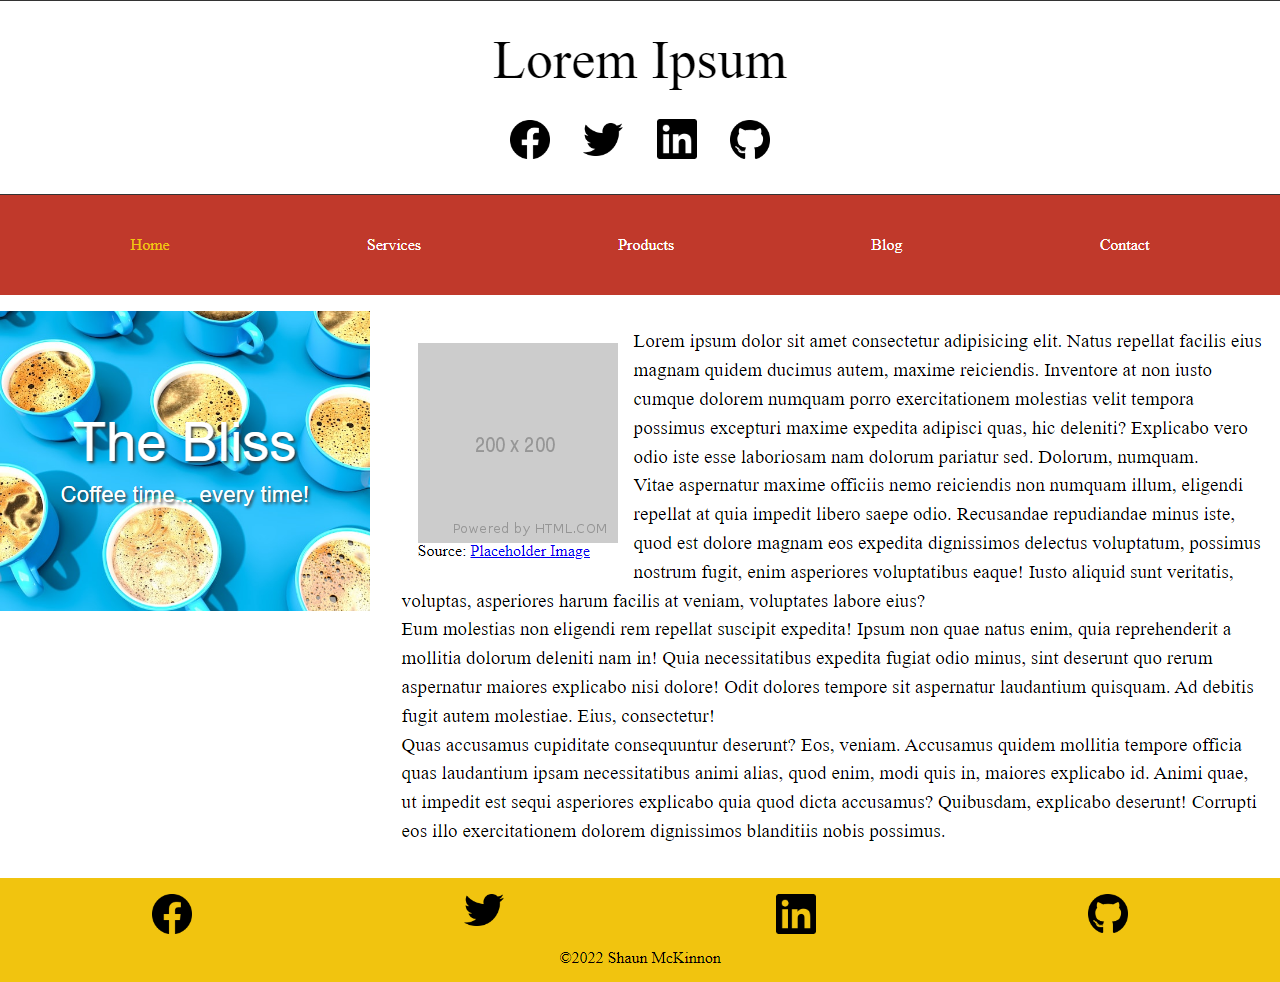 Lorem Ipsum
Home Services Products Blog Contact
The Bliss
Coffee time... every time!
200 x 200
Powered by HTML.COM
Source: Placeholder Image
Lorem ipsum dolor sit amet consectetur adipisicing elit. Natus repellat facilis eius
magnam quidem ducimus autem, maxime reiciendis. Inventore at non iusto
cumque dolorem numquam porro exercitationem molestias velit tempora
possimus excepturi maxime expedita adipisci quas, hic deleniti? Explicabo vero
odio iste esse laboriosam nam dolorum pariatur sed. Dolorum, numquam.
Vitae aspernatur maxime officiis nemo reiciendis non numquam illum, eligendi
repellat at quia impedit libero saepe odio. Recusandae repudiandae minus iste,
quod est dolore magnam eos expedita dignissimos delectus voluptatum, possimus
nostrum fugit, enim asperiores voluptatibus eaque! Iusto aliquid sunt veritatis,
voluptas, asperiores harum facilis at veniam, voluptates labore eius?
Eum molestias non eligendi rem repellat suscipit expedita! Ipsum non quae natus enim, quia reprehenderit a
mollitia dolorum deleniti nam in! Quia necessitatibus expedita fugiat odio minus, sint deserunt quo rerum
aspernatur maiores explicabo nisi dolore! Odit dolores tempore sit aspernatur laudantium quisquam. Ad debitis
fugit autem molestiae. Eius, consectetur!
Quas accusamus cupiditate consequuntur deserunt? Eos, veniam. Accusamus quidem mollitia tempore officia
quas laudantium ipsam necessitatibus animi alias, quod enim, modi quis in, maiores explicabo id. Animi quae,
ut impedit est sequi asperiores explicabo quia quod dicta accusamus? Quibusdam, explicabo deserunt! Corrupti
eos illo exercitationem dolorem dignissimos blanditiis nobis possimus.
©2022 Shaun McKinnon